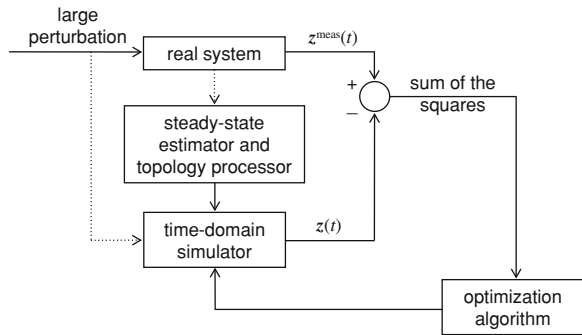 large
perturbation
real system
z^meas(t)
+
−
sum of the
squares
steady-state
estimator and
topology processor
time-domain
simulator
z(t)
optimization
algorithm